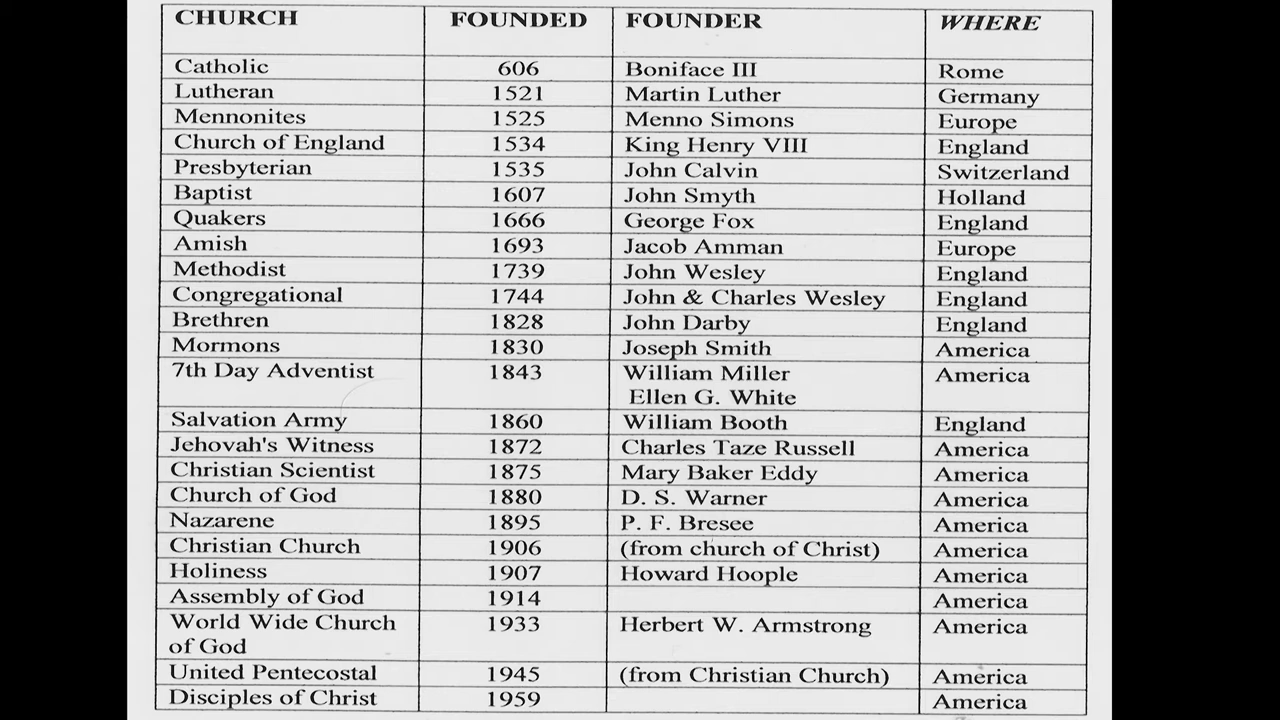 CHURCH FOUNDED FOUNDER WHERE
Catholic 606 Boniface III Rome
Lutheran 1521 Martin Luther Germany
Mennonites 1525 Menno Simons Europe
Church of England 1534 King Henry VIII England
Presbyterian 1535 John Calvin Switzerland
Baptist 1607 John Smyth Holland
Quakers 1666 George Fox England
Amish 1693 Jacob Amman Europe
Methodist 1739 John Wesley England
Congregational 1744 John & Charles Wesley England
Brethren 1828 John Darby England
Mormons 1830 Joseph Smith America
7th Day Adventist 1843 William Miller America
Ellen G. White
Salvation Army 1860 William Booth England
Jehovah's Witness 1872 Charles Taze Russell America
Christian Scientist 1875 Mary Baker Eddy America
Church of God 1880 D. S. Warner America
Nazarene 1895 P. F. Bresee America
Christian Church 1906 (from church of Christ) America
Holiness 1907 Howard Hoople America
Assembly of God 1914 America
World Wide Church 1933 Herbert W. Armstrong America
of God
United Pentecostal 1945 (from Christian Church) America
Disciples of Christ 1959 America